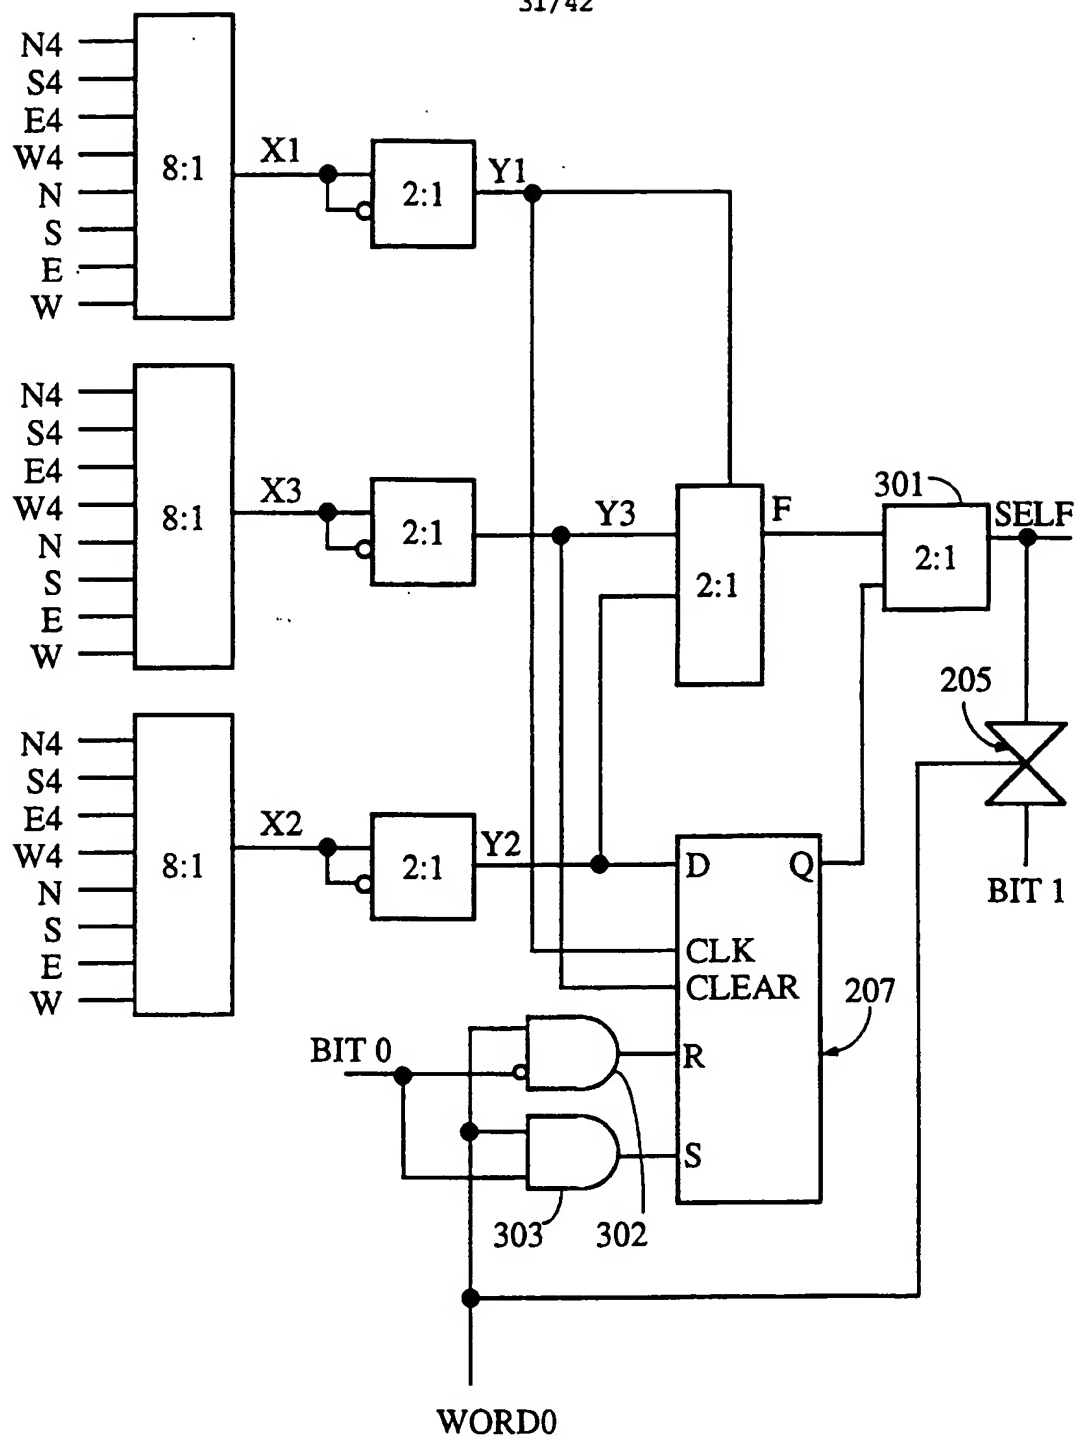 31/42
N4
S4
E4
W4
N
S
E
W
8:1
X1
2:1
Y1
N4
S4
E4
W4
N
S
E
W
8:1
X3
2:1
Y3
2:1
F
301
2:1
SELF
205
BIT 1
N4
S4
E4
W4
N
S
E
W
8:1
X2
2:1
Y2
D
Q
CLK
CLEAR
R
S
207
BIT 0
303
302
WORD0